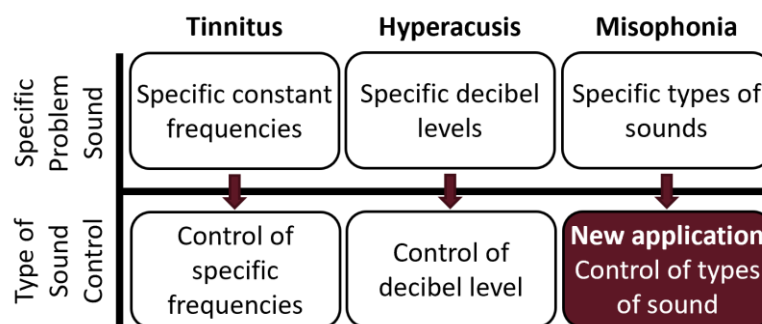 Tinnitus
Hyperacusis
Misophonia
Specific
Problem
Sound
Specific constant
frequencies
Specific decibel
levels
Specific types of
sounds
Type of
Sound
Control
Control of
specific
frequencies
Control of
decibel level
New application
Control of types
of sound